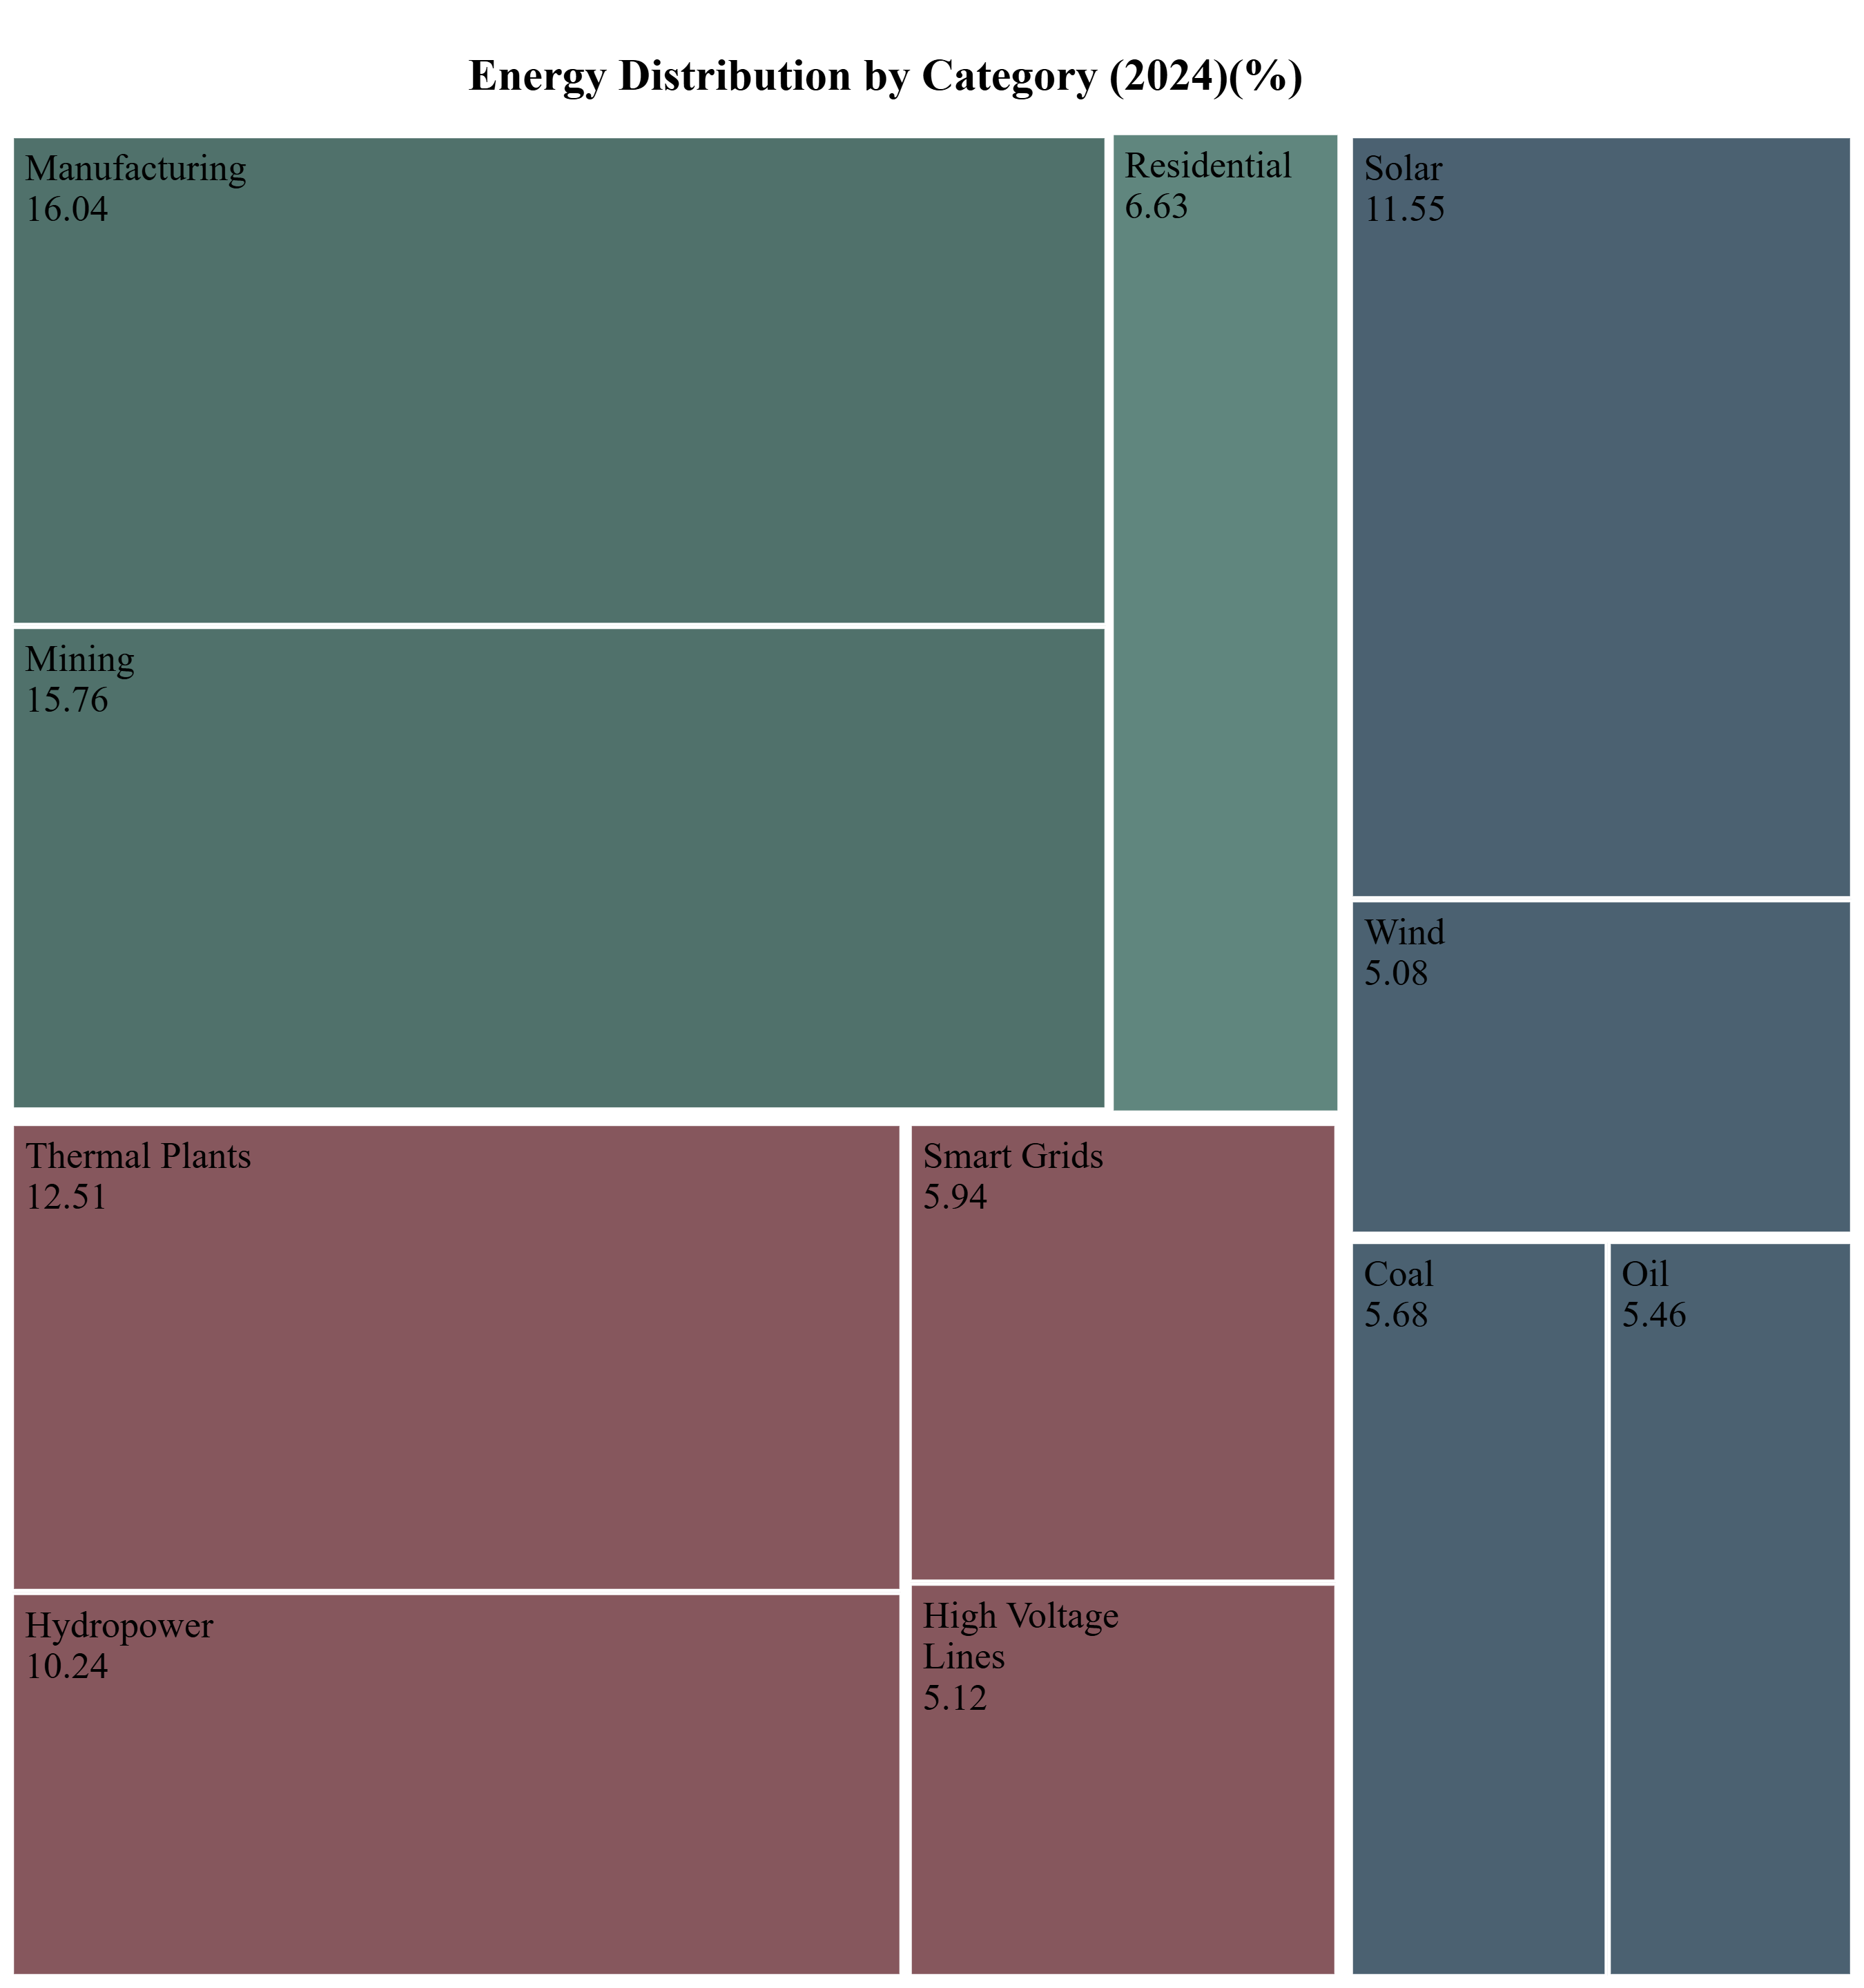 Energy Distribution by Category (2024)(%)
Manufacturing
16.04
Residential
6.63
Solar
11.55
Mining
15.76
Wind
5.08
Thermal Plants
12.51
Smart Grids
5.94
Coal
5.68
Oil
5.46
Hydropower
10.24
High Voltage
Lines
5.12